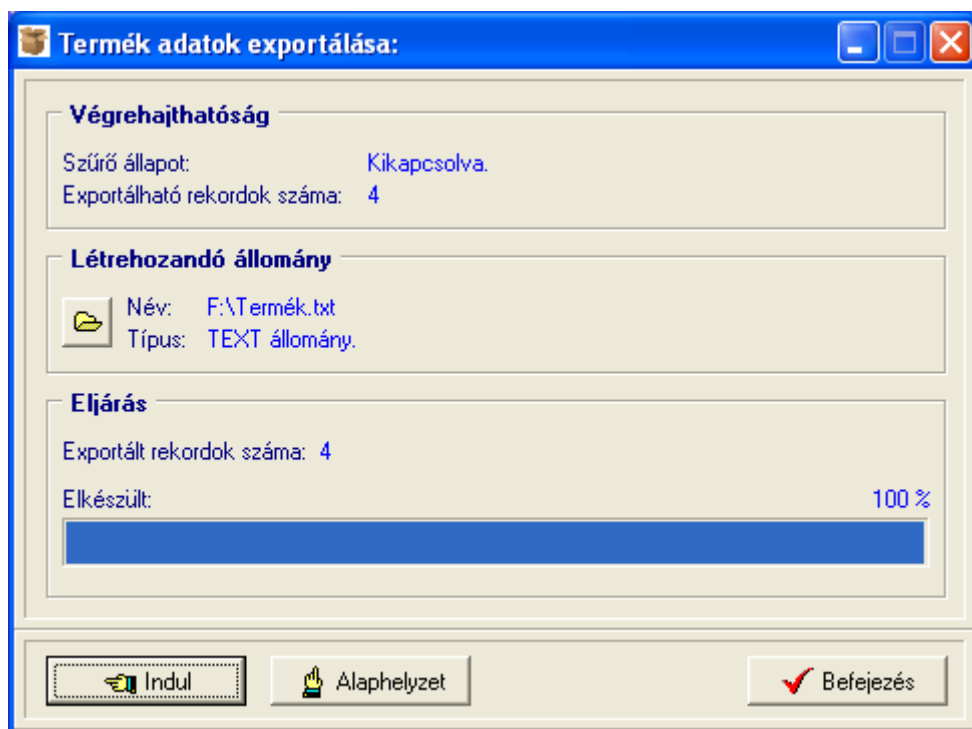 Termék adatok exportálása:
Végrehajthatóság
Szűrő állapot: Kikapcsolva.
Exportálható rekordok száma: 4
Létrehozandó állomány
Név: F:\Termék.txt
Típus: TEXT állomány.
Eljárás
Exportált rekordok száma: 4
Elkészült: 100 %
Indul Alaphelyzet Befejezés